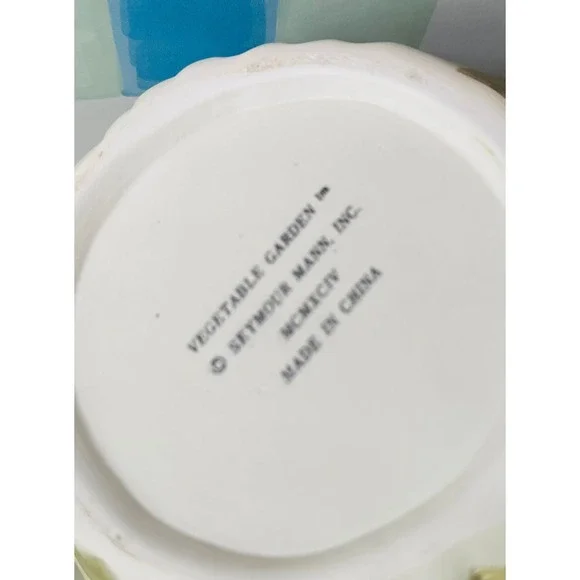 VEGETABLE GARDEN ™
© SEYMOUR MANN, INC.
MCMXCIV
MADE IN CHINA